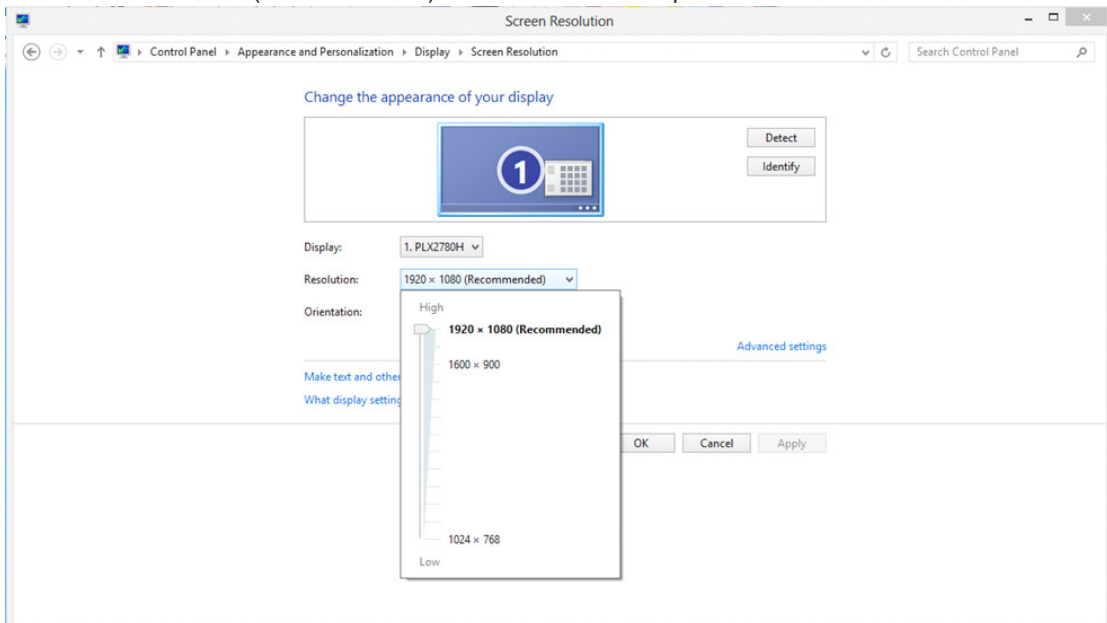 Screen Resolution
Control Panel Appearance and Personalization Display Screen Resolution
Search Control Panel
Change the appearance of your display
1
Detect
Identify
Display: 1. PLX2780H
Resolution: 1920 × 1080 (Recommended)
Orientation:
High
1920 × 1080 (Recommended)
1600 × 900
1024 × 768
Low
Advanced settings
Make text and other
What display setting
OK Cancel Apply